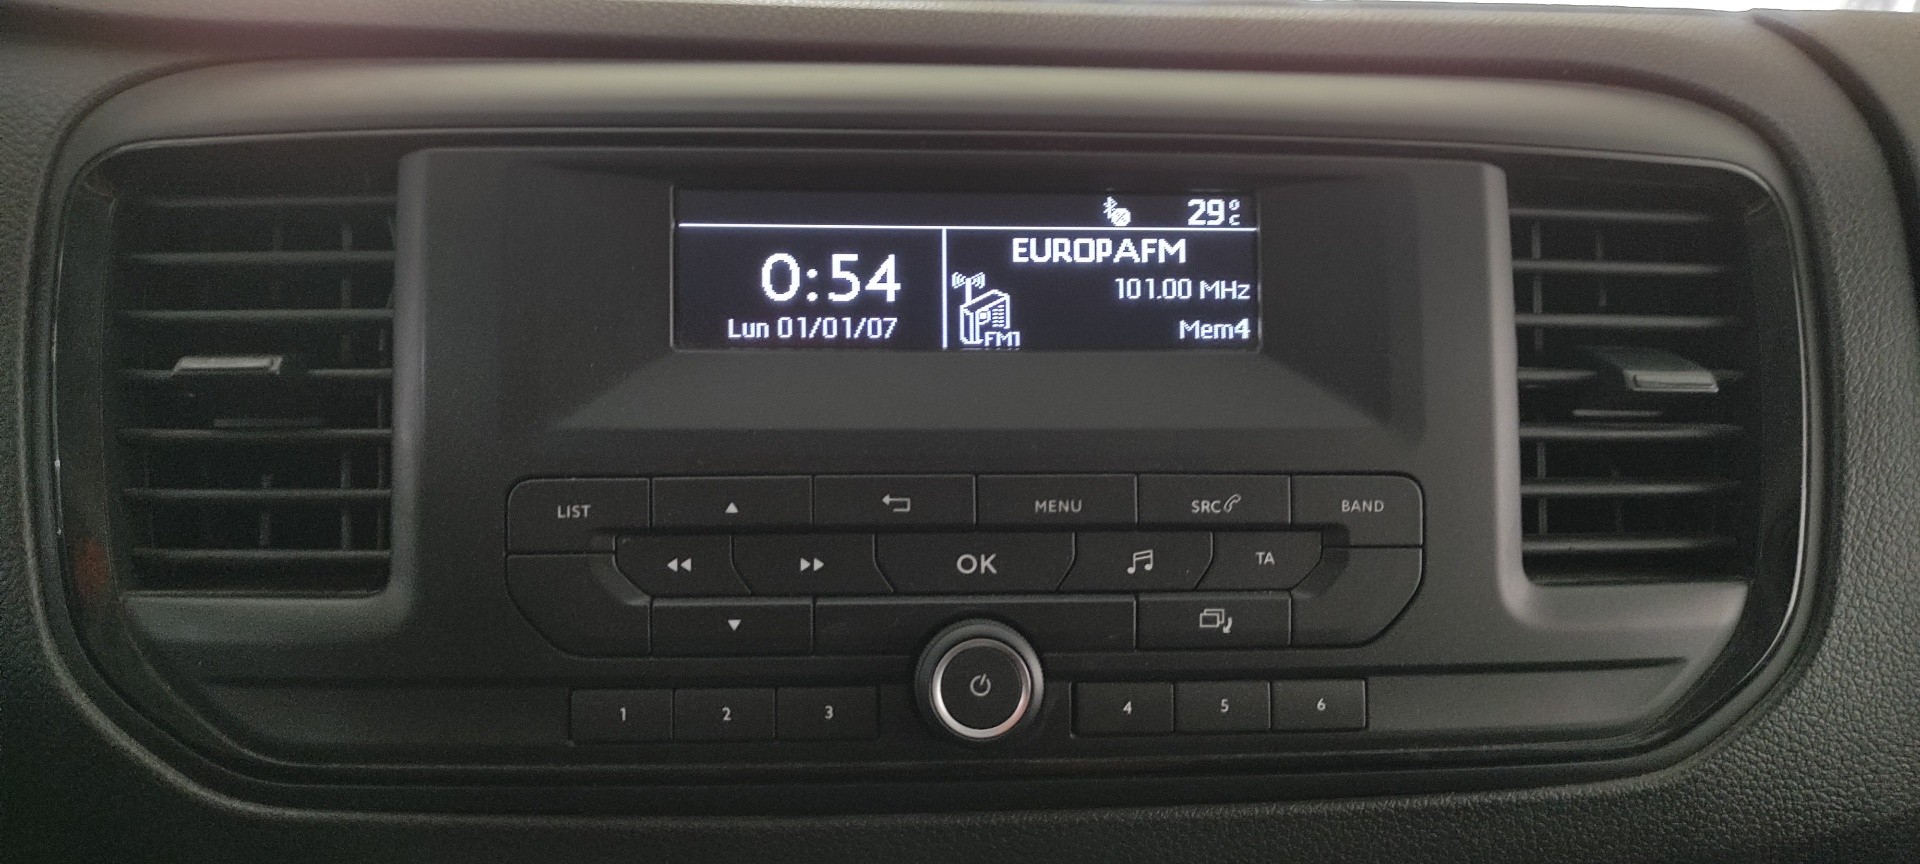 29°C
0:54
Lun 01/01/07
EUROPAFM
101.00 MHz
FM1
Mem4
LIST
MENU
SRC
BAND
OK
TA
1 2 3 4 5 6